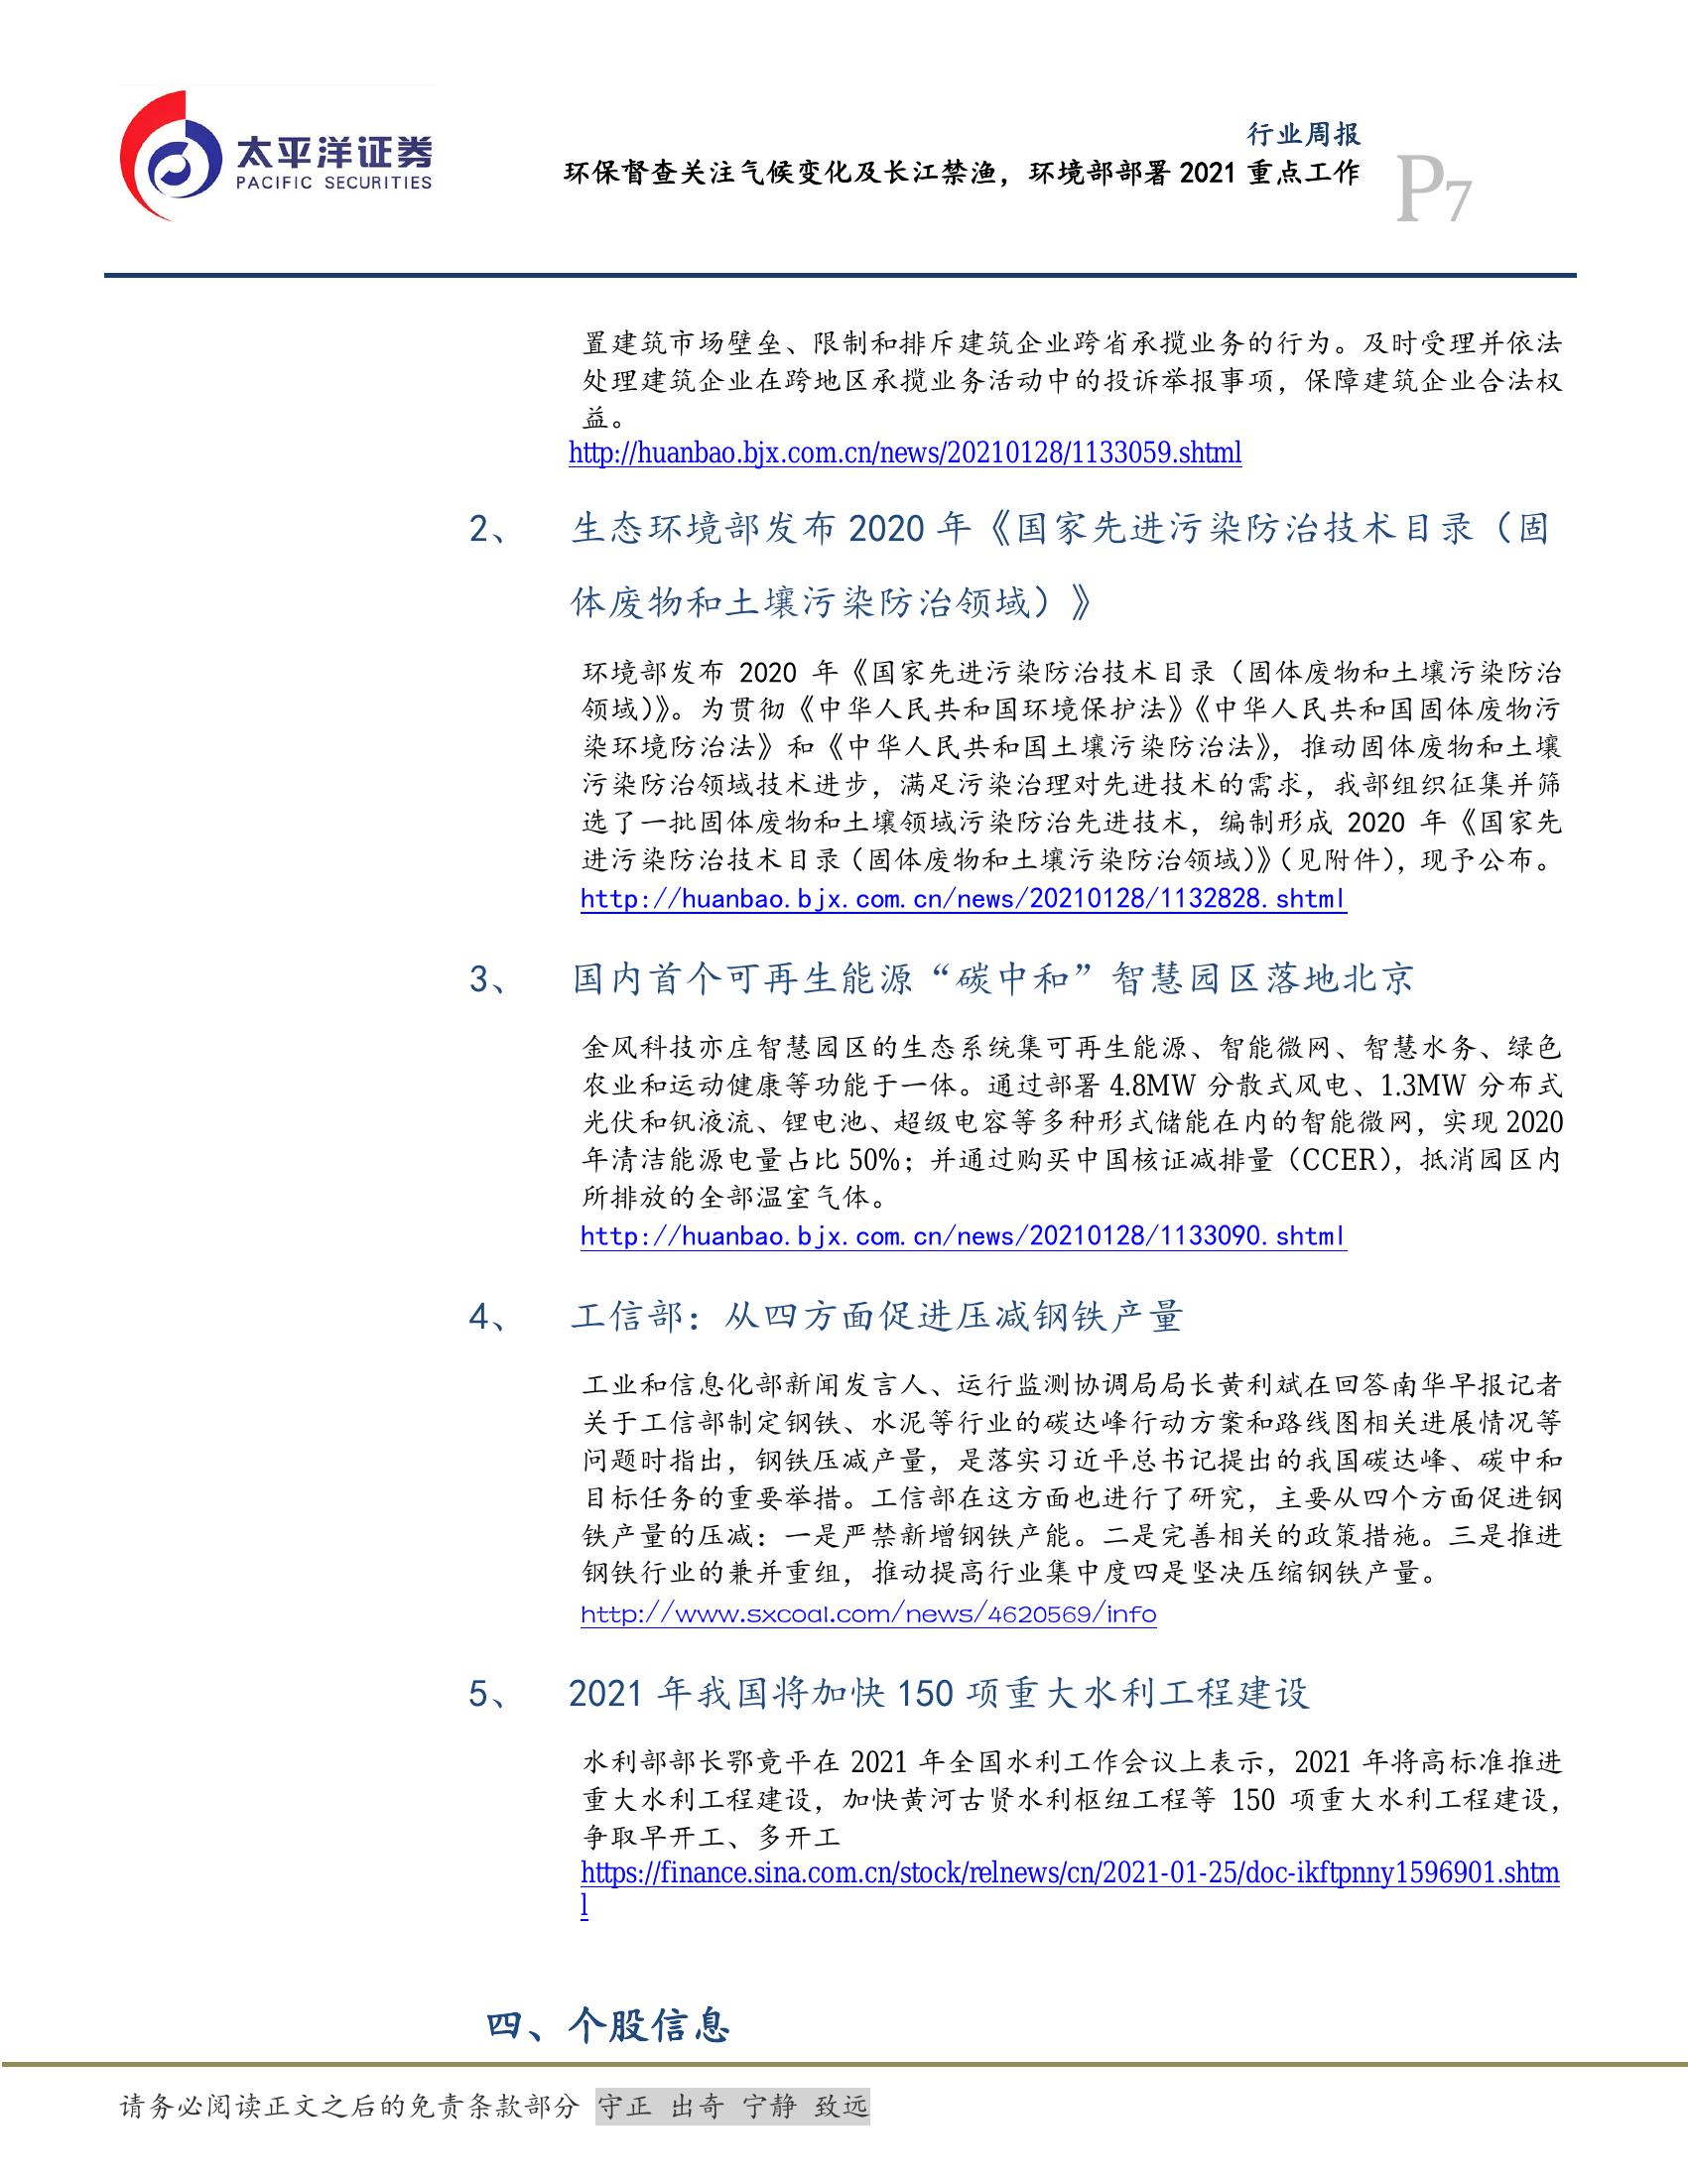 太平洋证券
PACIFIC SECURITIES
行业周报
环保督查关注气候变化及长江禁渔，环境部部署 2021 重点工作
P7
置建筑市场壁垒、限制和排斥建筑企业跨省承揽业务的行为。及时受理并依法
处理建筑企业在跨地区承揽业务活动中的投诉举报事项，保障建筑企业合法权
益。
http://huanbao.bjx.com.cn/news/20210128/1133059.shtml
2、 生态环境部发布 2020 年《国家先进污染防治技术目录（固
体废物和土壤污染防治领域）》
环境部发布 2020 年《国家先进污染防治技术目录（固体废物和土壤污染防治
领域）》。为贯彻《中华人民共和国环境保护法》《中华人民共和国固体废物污
染环境防治法》和《中华人民共和国土壤污染防治法》，推动固体废物和土壤
污染防治领域技术进步，满足污染治理对先进技术的需求，我部组织征集并筛
选了一批固体废物和土壤领域污染防治先进技术，编制形成 2020 年《国家先
进污染防治技术目录（固体废物和土壤污染防治领域）》（见附件），现予公布。
http://huanbao.bjx.com.cn/news/20210128/1132828.shtml
3、 国内首个可再生能源“碳中和”智慧园区落地北京
金风科技亦庄智慧园区的生态系统集可再生能源、智能微网、智慧水务、绿色
农业和运动健康等功能于一体。通过部署 4.8MW 分散式风电、1.3MW 分布式
光伏和钒液流、锂电池、超级电容等多种形式储能在内的智能微网，实现 2020
年清洁能源电量占比 50%；并通过购买中国核证减排量（CCER），抵消园区内
所排放的全部温室气体。
http://huanbao.bjx.com.cn/news/20210128/1133090.shtml
4、 工信部：从四方面促进压减钢铁产量
工业和信息化部新闻发言人、运行监测协调局局长黄利斌在回答南华早报记者
关于工信部制定钢铁、水泥等行业的碳达峰行动方案和路线图相关进展情况等
问题时指出，钢铁压减产量，是落实习近平总书记提出的我国碳达峰、碳中和
目标任务的重要举措。工信部在这方面也进行了研究，主要从四个方面促进钢
铁产量的压减：一是严禁新增钢铁产能。二是完善相关的政策措施。三是推进
钢铁行业的兼并重组，推动提高行业集中度四是坚决压缩钢铁产量。
http://www.sxcoal.com/news/4620569/info
5、 2021 年我国将加快 150 项重大水利工程建设
水利部部长鄂竟平在 2021 年全国水利工作会议上表示，2021 年将高标准推进
重大水利工程建设，加快黄河古贤水利枢纽工程等 150 项重大水利工程建设，
争取早开工、多开工
https://finance.sina.com.cn/stock/relnews/cn/2021-01-25/doc-ikftpnny1596901.shtm
l
四、个股信息
请务必阅读正文之后的免责条款部分 守正 出奇 宁静 致远